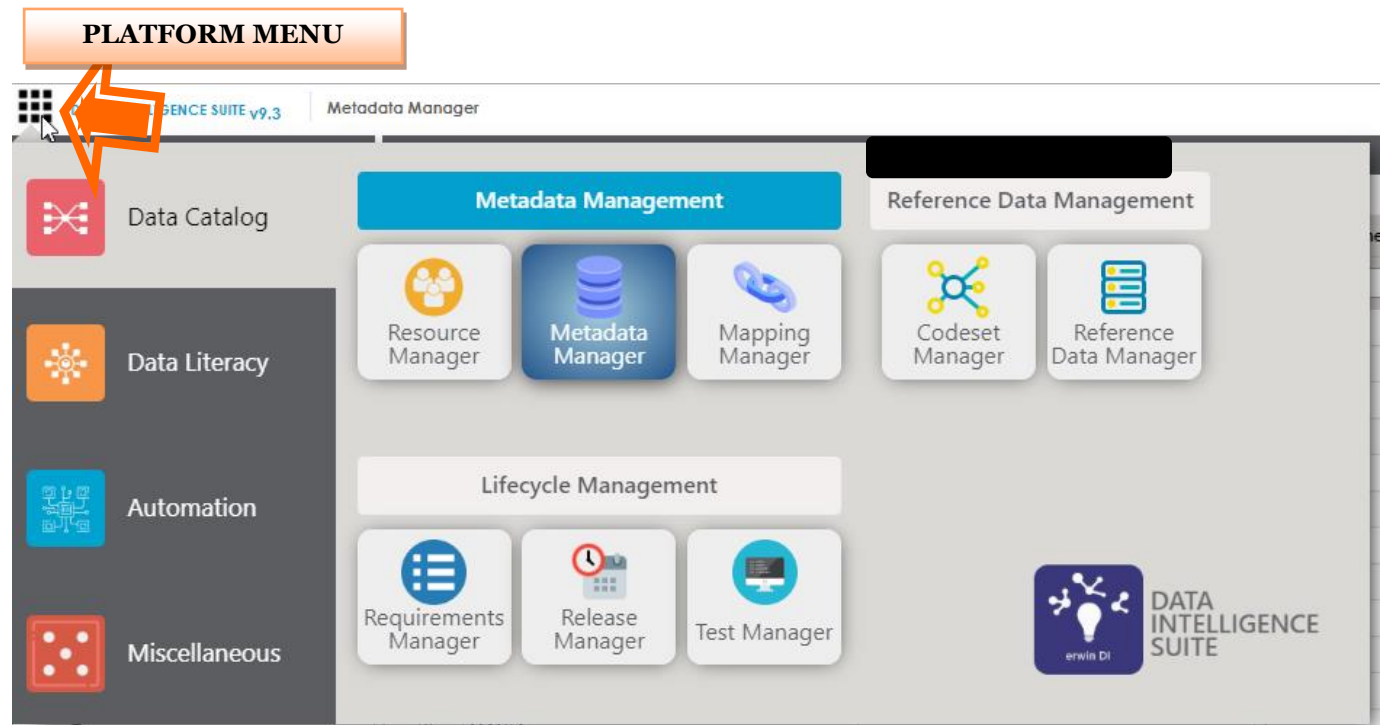 PLATFORM MENU
GENCE SUITE v9.3
Metadata Manager
Data Catalog
Metadata Management
Reference Data Management
Resource
Manager
Metadata
Manager
Mapping
Manager
Codeset
Manager
Reference
Data Manager
Data Literacy
Automation
Lifecycle Management
Requirements
Manager
Release
Manager
Test Manager
Miscellaneous
erwin DI
DATA
INTELLIGENCE
SUITE